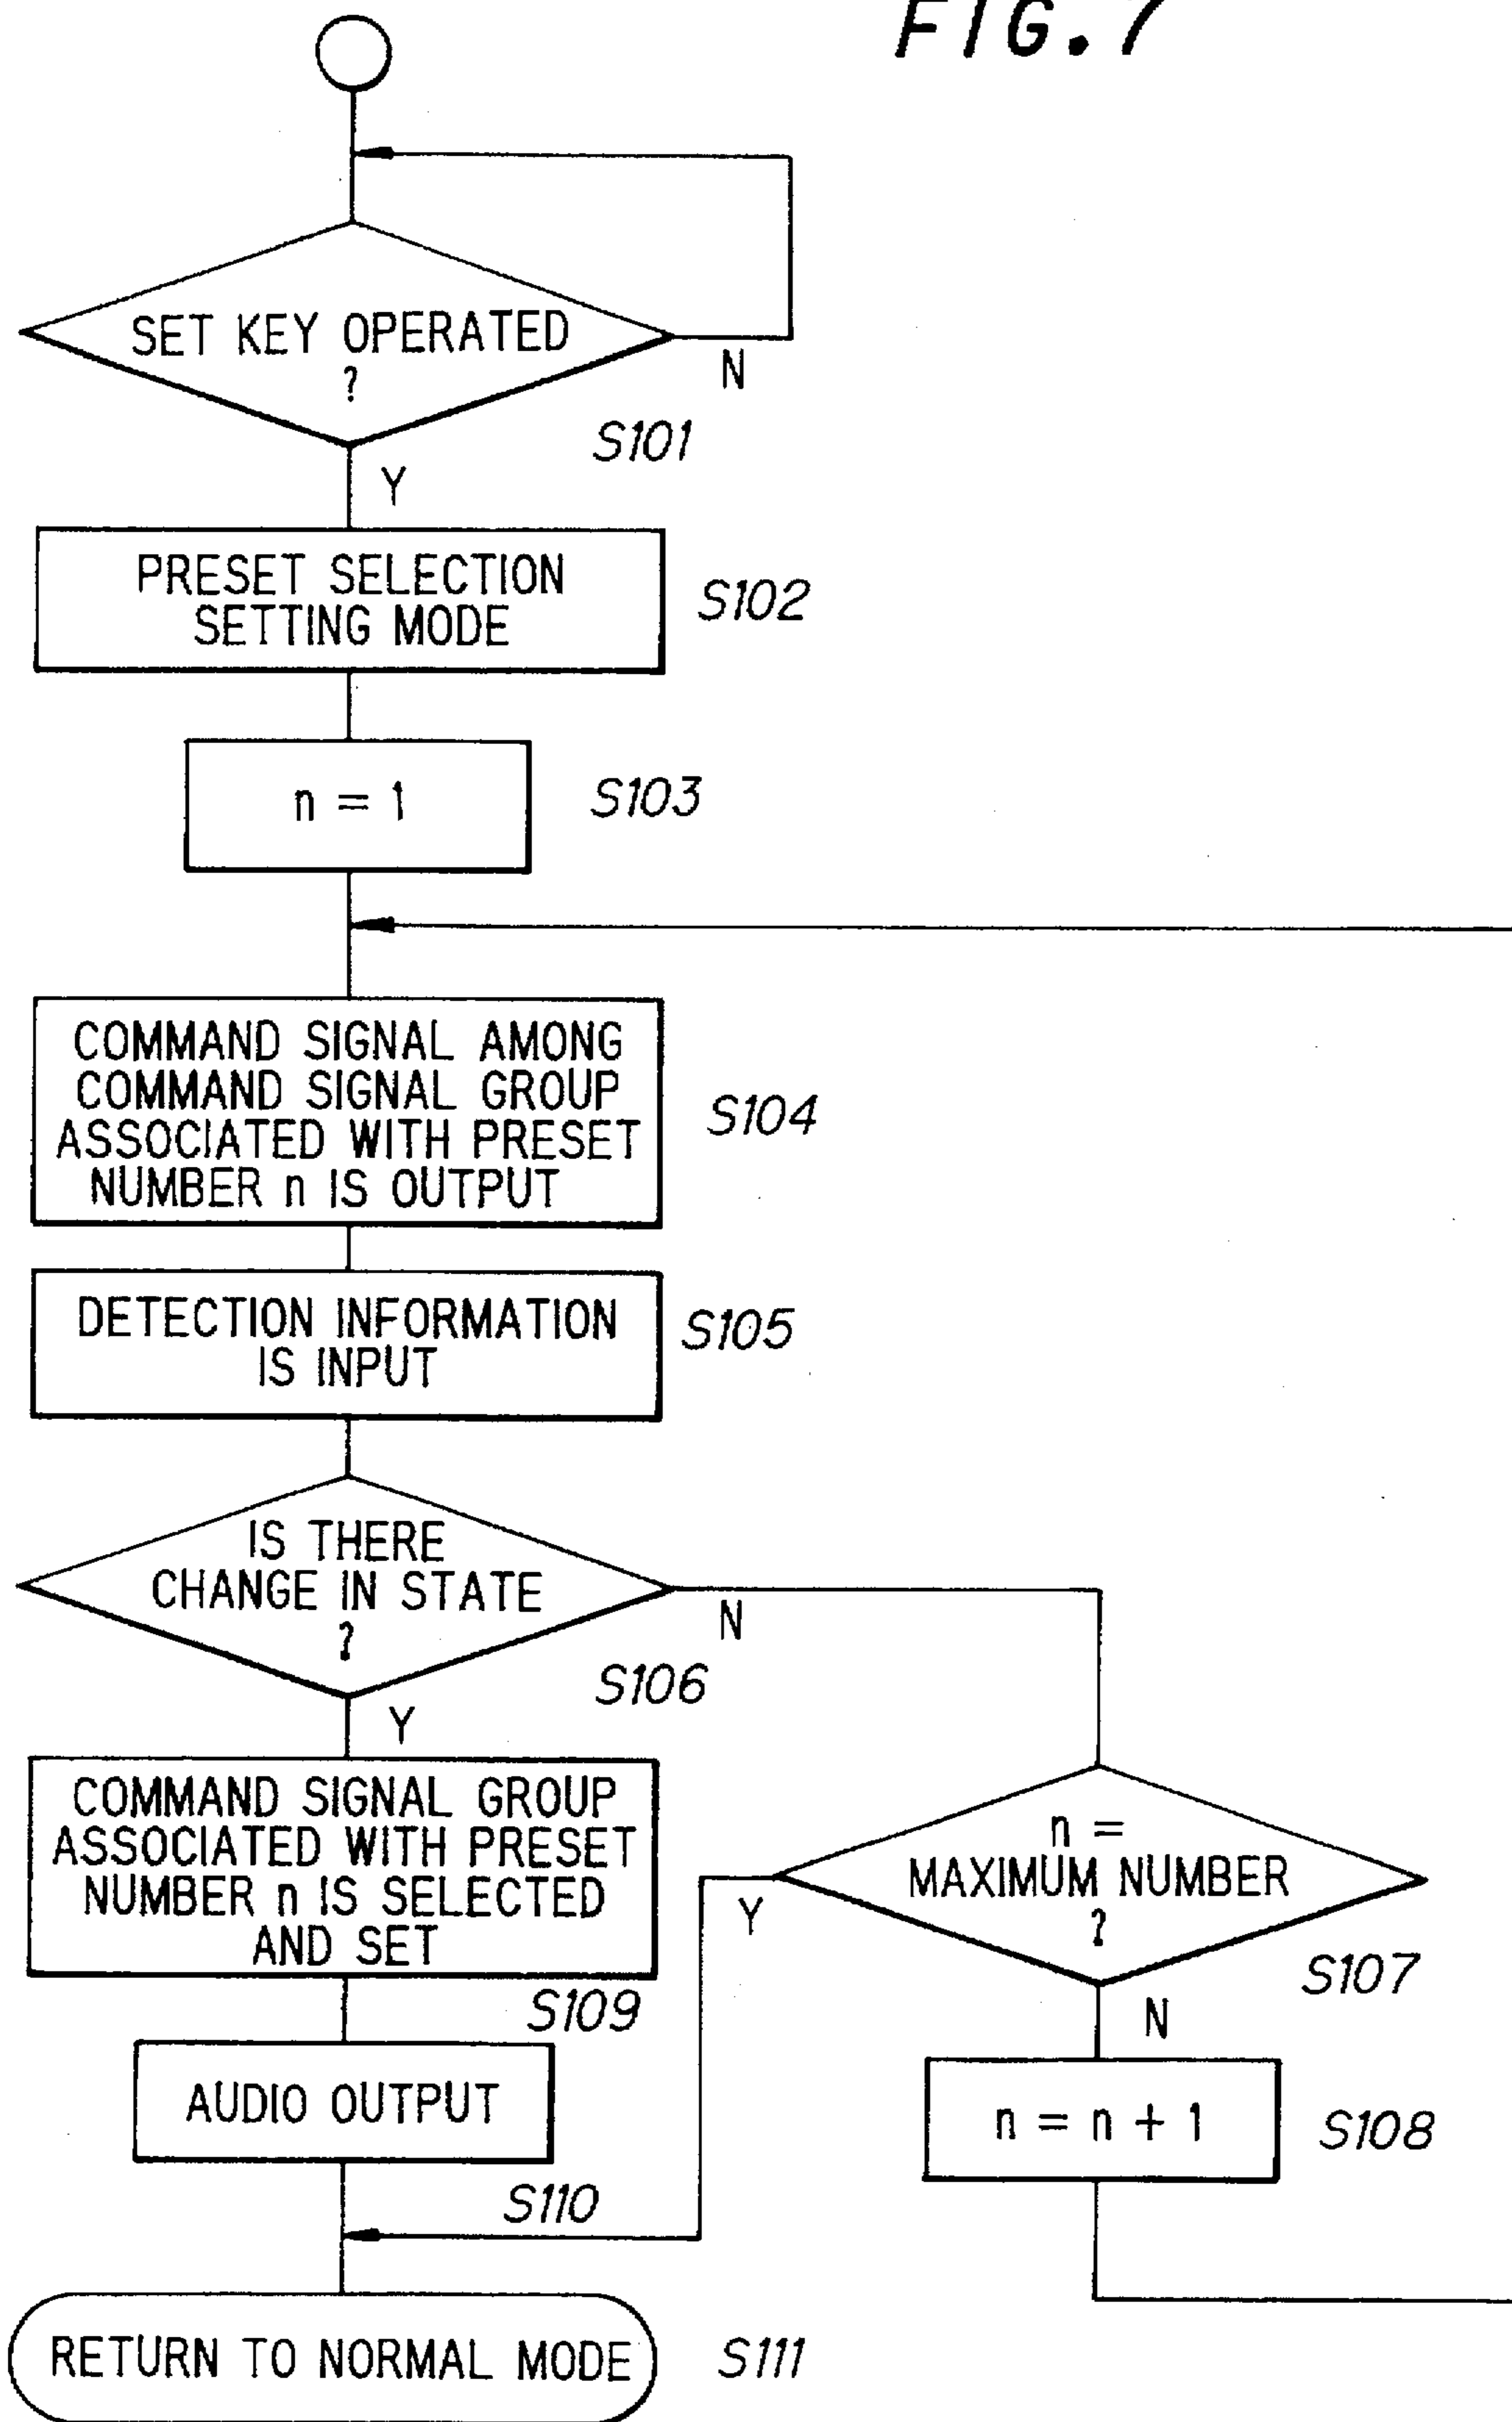 FIG. 7
SET KEY OPERATED
?
N
S101
Y
PRESET SELECTION
SETTING MODE
S102
n = 1
S103
COMMAND SIGNAL AMONG
COMMAND SIGNAL GROUP
ASSOCIATED WITH PRESET
NUMBER n IS OUTPUT
S104
DETECTION INFORMATION
IS INPUT
S105
IS THERE
CHANGE IN STATE
?
N
S106
Y
COMMAND SIGNAL GROUP
ASSOCIATED WITH PRESET
NUMBER n IS SELECTED
AND SET
S109
n =
MAXIMUM NUMBER
?
Y
S107
N
n = n + 1
S108
AUDIO OUTPUT
S110
RETURN TO NORMAL MODE
S111